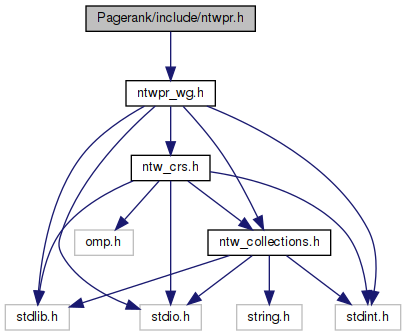 Pagerank/include/ntwpr.h
ntwpr_wg.h
ntw_crs.h
omp.h
ntw_collections.h
stdlib.h
stdio.h
string.h
stdint.h